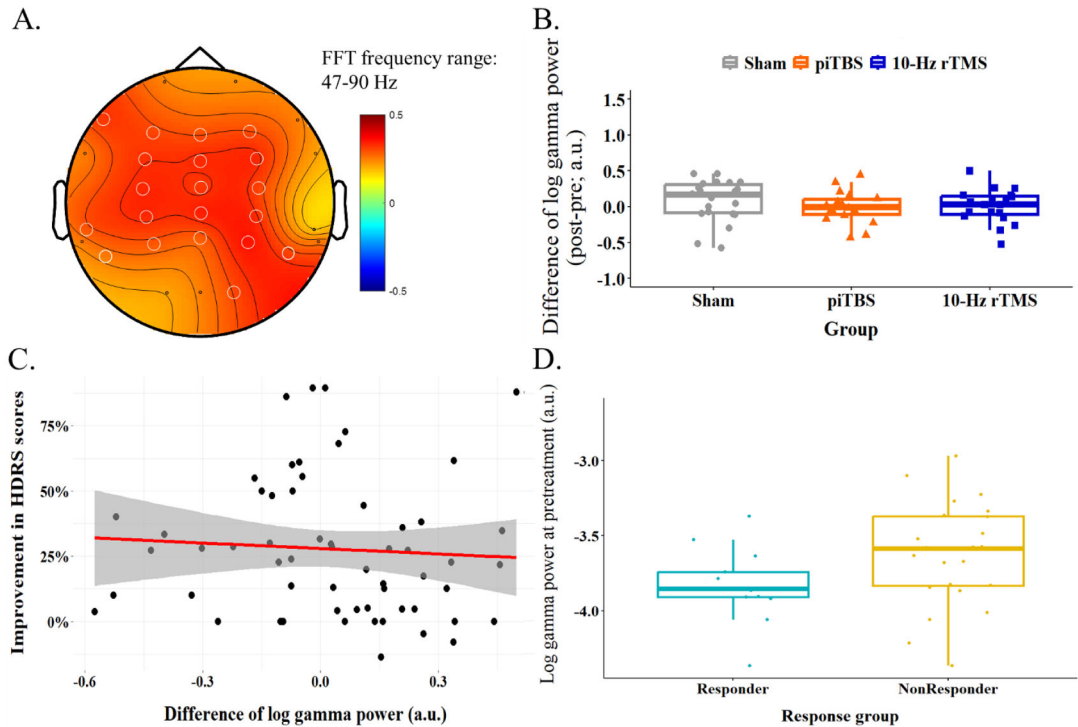 A.
FFT frequency range:
47-90 Hz
0.5
0
-0.5
B.
Sham piTBS 10-Hz rTMS
Difference of log gamma power
(post-pre; a.u.)
1.5
1.0
0.5
0.0
-0.5
-1.0
Sham piTBS 10-Hz rTMS
Group
C.
Improvement in HDRS scores
75%
50%
25%
0%
-0.6 -0.3 0.0 0.3
Difference of log gamma power (a.u.)
D.
Log gamma power at pretreatment (a.u.)
-3.0
-3.5
-4.0
Responder NonResponder
Response group